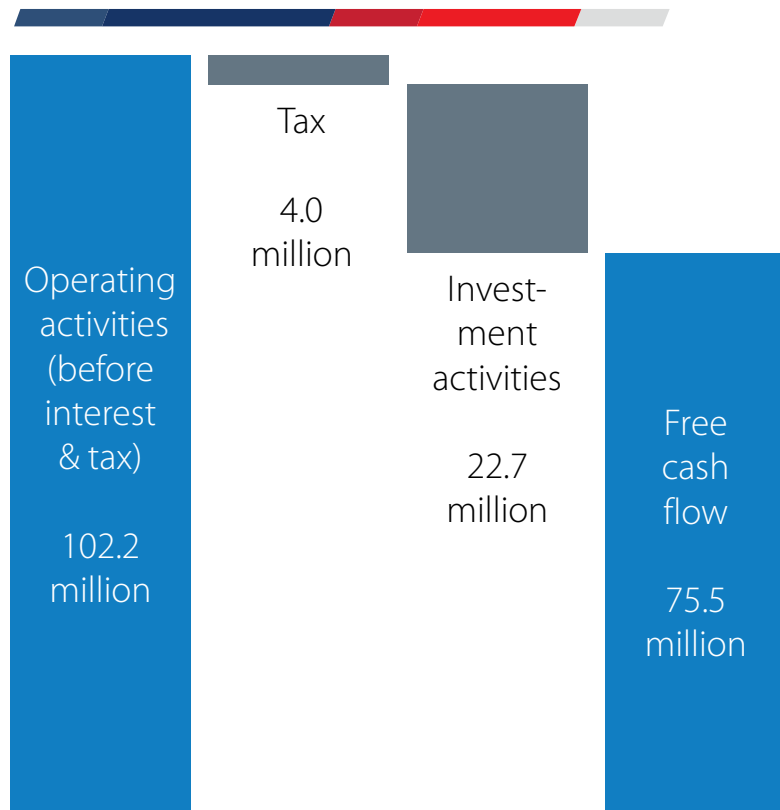 Operating
activities
(before
interest
& tax)
102.2
million
Tax
4.0
million
Invest-
ment
activities
22.7
million
Free
cash
flow
75.5
million